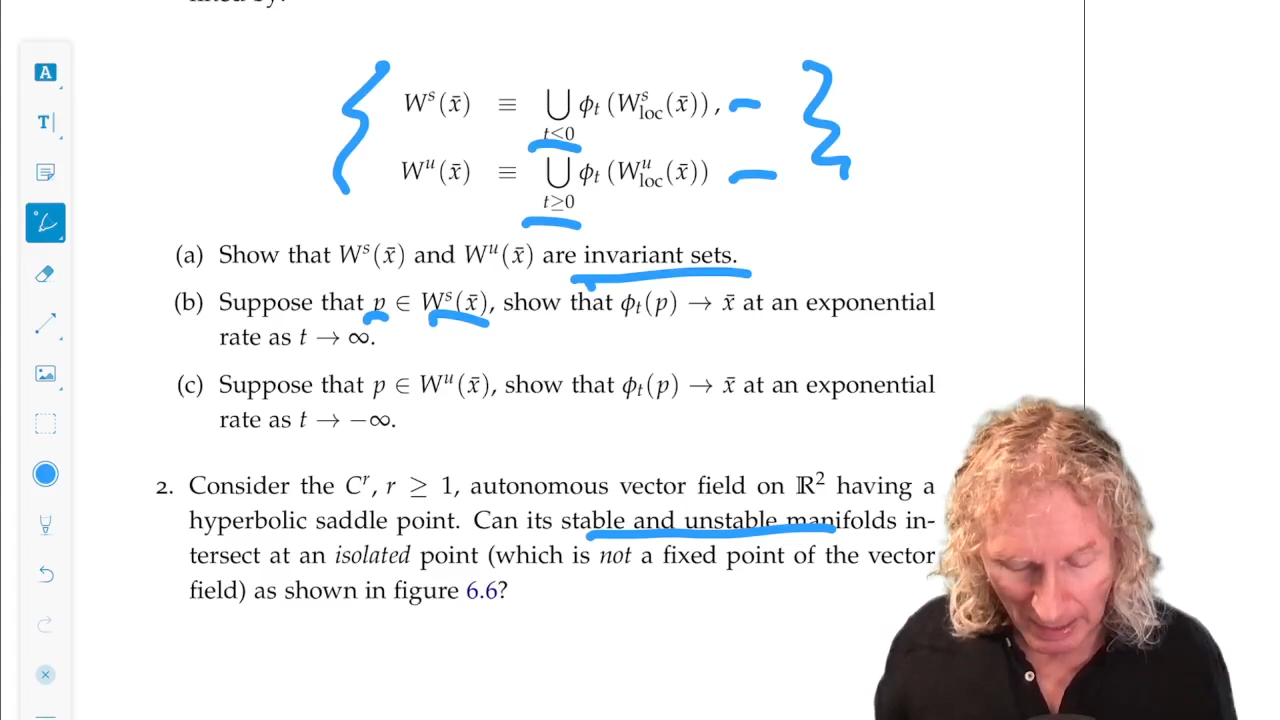 A
T
W^s(x̄) ≡ ⋃_{t≤0} ϕ_t (W^s_loc(x̄)) ,
W^u(x̄) ≡ ⋃_{t≥0} ϕ_t (W^u_loc(x̄))
(a) Show that W^s(x̄) and W^u(x̄) are invariant sets.
(b) Suppose that p ∈ W^s(x̄), show that ϕ_t(p) → x̄ at an exponential
rate as t → ∞.
(c) Suppose that p ∈ W^u(x̄), show that ϕ_t(p) → x̄ at an exponential
rate as t → −∞.
2. Consider the C^r, r ≥ 1, autonomous vector field on ℝ² having a
hyperbolic saddle point. Can its stable and unstable manifolds in-
tersect at an isolated point (which is not a fixed point of the vector
field) as shown in figure 6.6?